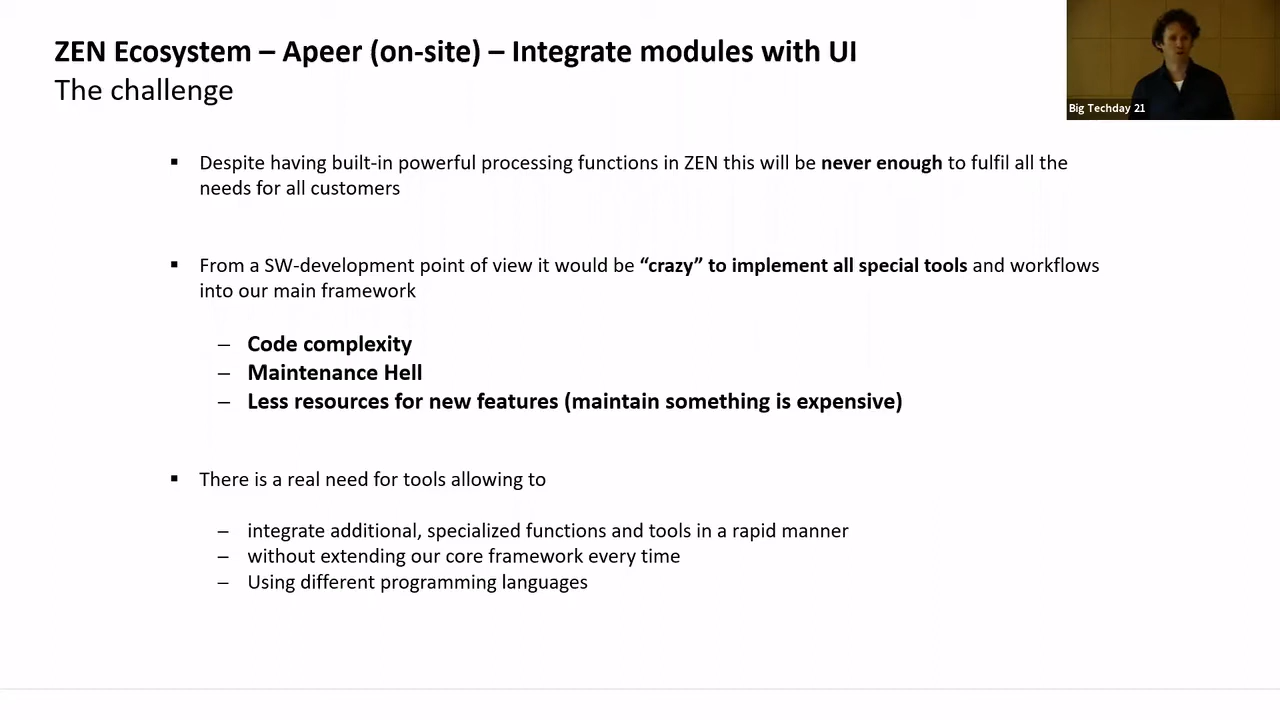 ZEN Ecosystem – Apeer (on-site) – Integrate modules with UI
The challenge
Big Techday 21
▪ Despite having built-in powerful processing functions in ZEN this will be never enough to fulfil all the
needs for all customers
▪ From a SW-development point of view it would be “crazy” to implement all special tools and workflows
into our main framework
– Code complexity
– Maintenance Hell
– Less resources for new features (maintain something is expensive)
▪ There is a real need for tools allowing to
– integrate additional, specialized functions and tools in a rapid manner
– without extending our core framework every time
– Using different programming languages